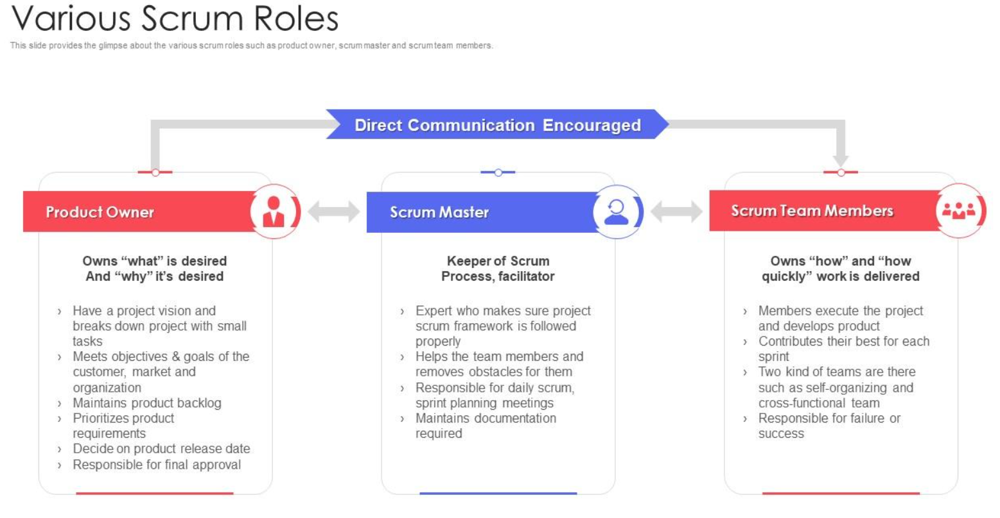 Various Scrum Roles
This slide provides the glimpse about the various scrum roles such as product owner, scrum master and scrum team members.
Direct Communication Encouraged
Product Owner
Owns “what” is desired
And “why” it’s desired
› Have a project vision and
breaks down project with small
tasks
› Meets objectives & goals of the
customer, market and
organization
› Maintains product backlog
› Prioritizes product
requirements
› Decide on product release date
› Responsible for final approval
Scrum Master
Keeper of Scrum
Process, facilitator
› Expert who makes sure project
scrum framework is followed
properly
› Helps the team members and
removes obstacles for them
› Responsible for daily scrum,
sprint planning meetings
› Maintains documentation
required
Scrum Team Members
Owns “how” and “how
quickly” work is delivered
› Members execute the project
and develops product
› Contributes their best for each
sprint
› Two kind of teams are there
such as self-organizing and
cross-functional team
› Responsible for failure or
success